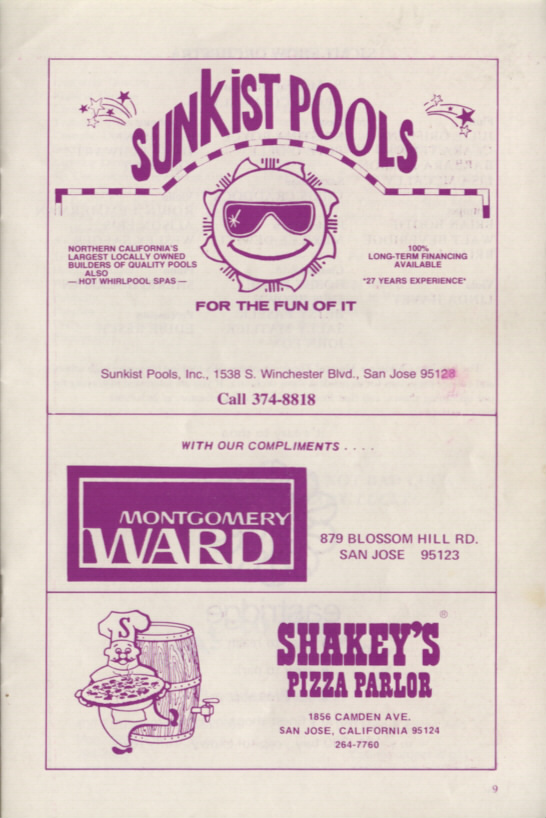 SUNKIST POOLS
NORTHERN CALIFORNIA'S
LARGEST LOCALLY OWNED
BUILDERS OF QUALITY POOLS
ALSO
— HOT WHIRLPOOL SPAS —
100%
LONG-TERM FINANCING
AVAILABLE
"27 YEARS EXPERIENCE"
FOR THE FUN OF IT
Sunkist Pools, Inc., 1538 S. Winchester Blvd., San Jose 95128
Call 374-8818
WITH OUR COMPLIMENTS . . . .
MONTGOMERY
WARD
879 BLOSSOM HILL RD.
SAN JOSE 95123
S
SHAKEY'S ®
PIZZA PARLOR
1856 CAMDEN AVE.
SAN JOSE, CALIFORNIA 95124
264-7760
9